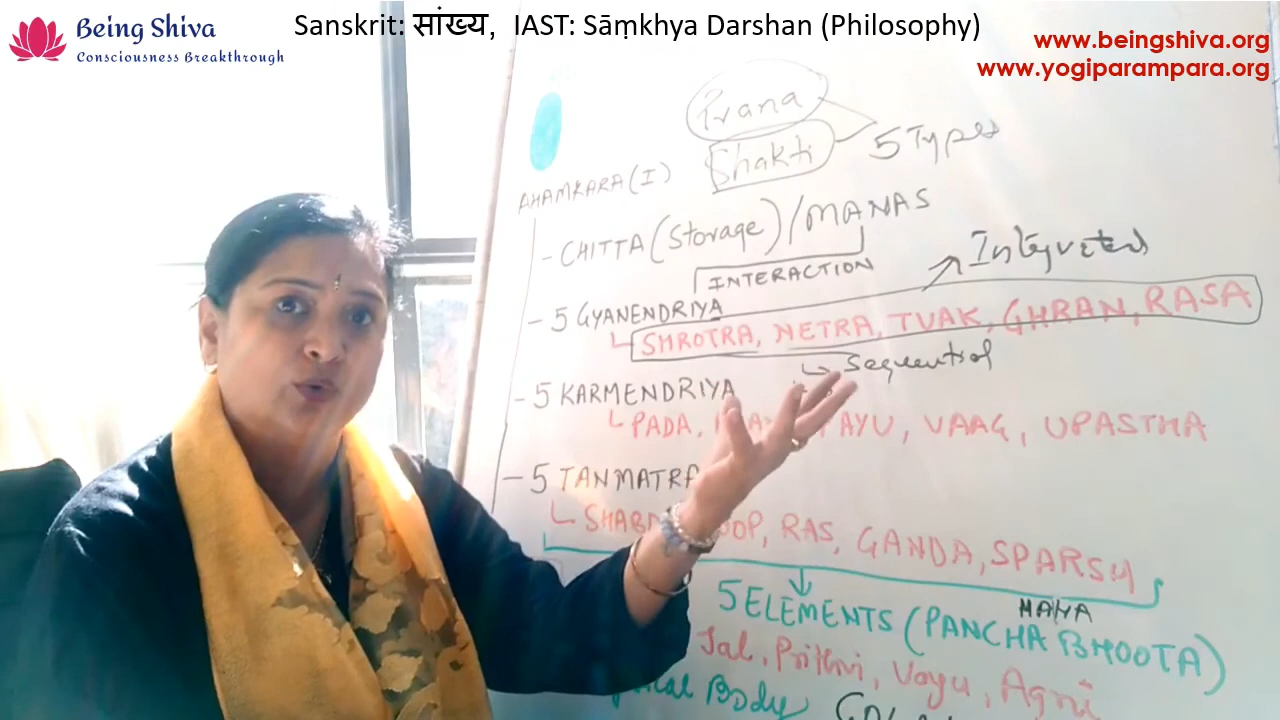 Being Shiva
Consciousness Breakthrough
Sanskrit: सांख्य, IAST: Sāṃkhya Darshan (Philosophy)
www.beingshiva.org
www.yogiparampara.org
Prana
Shakti
5 Types
AHAMKARA (I)
- CHITTA (Storage) / MANAS
INTERACTION
Integrated
- 5 GYANENDRIYA
SHROTRA, NETRA, TVAK, GHRAN, RASA
Sequential
- 5 KARMENDRIYA
PADA, PAYU, VAAG, UPASTHA
- 5 TANMATRA
RAS, GANDA, SPARSH
5 ELEMENTS (PANCHA MAHA BHOOTA)
Jal, Prithvi, Vayu, Agni
Body